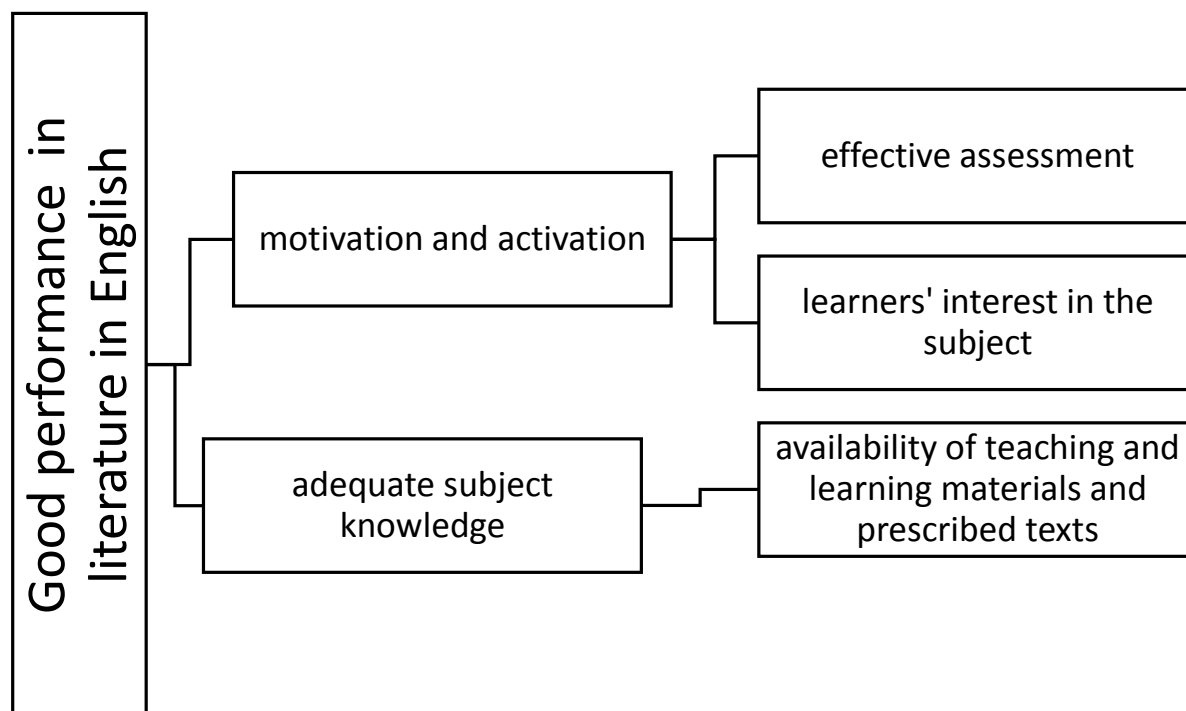 Good performance in
literature in English
motivation and activation
effective assessment
learners' interest in the
subject
adequate subject
knowledge
availability of teaching and
learning materials and
prescribed texts